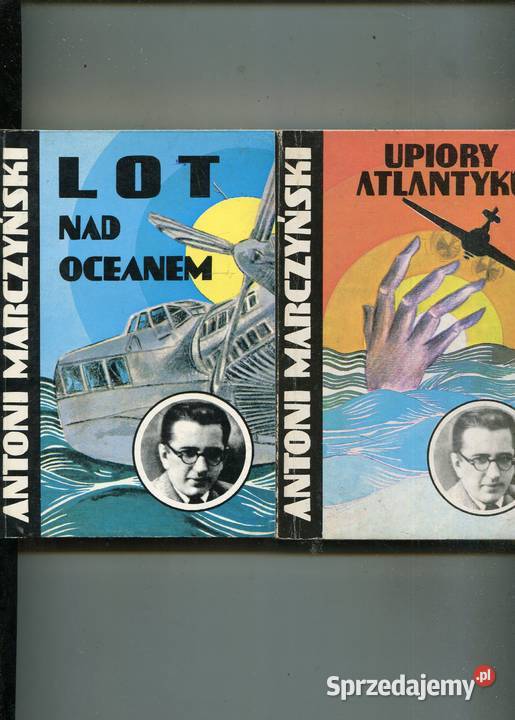 ANTONI MARCZYŃSKI
LOT
NAD
OCEANEM
ANTONI MARCZYŃSKI
UPIORY
ATLANTYKU
Sprzedajemy.pl